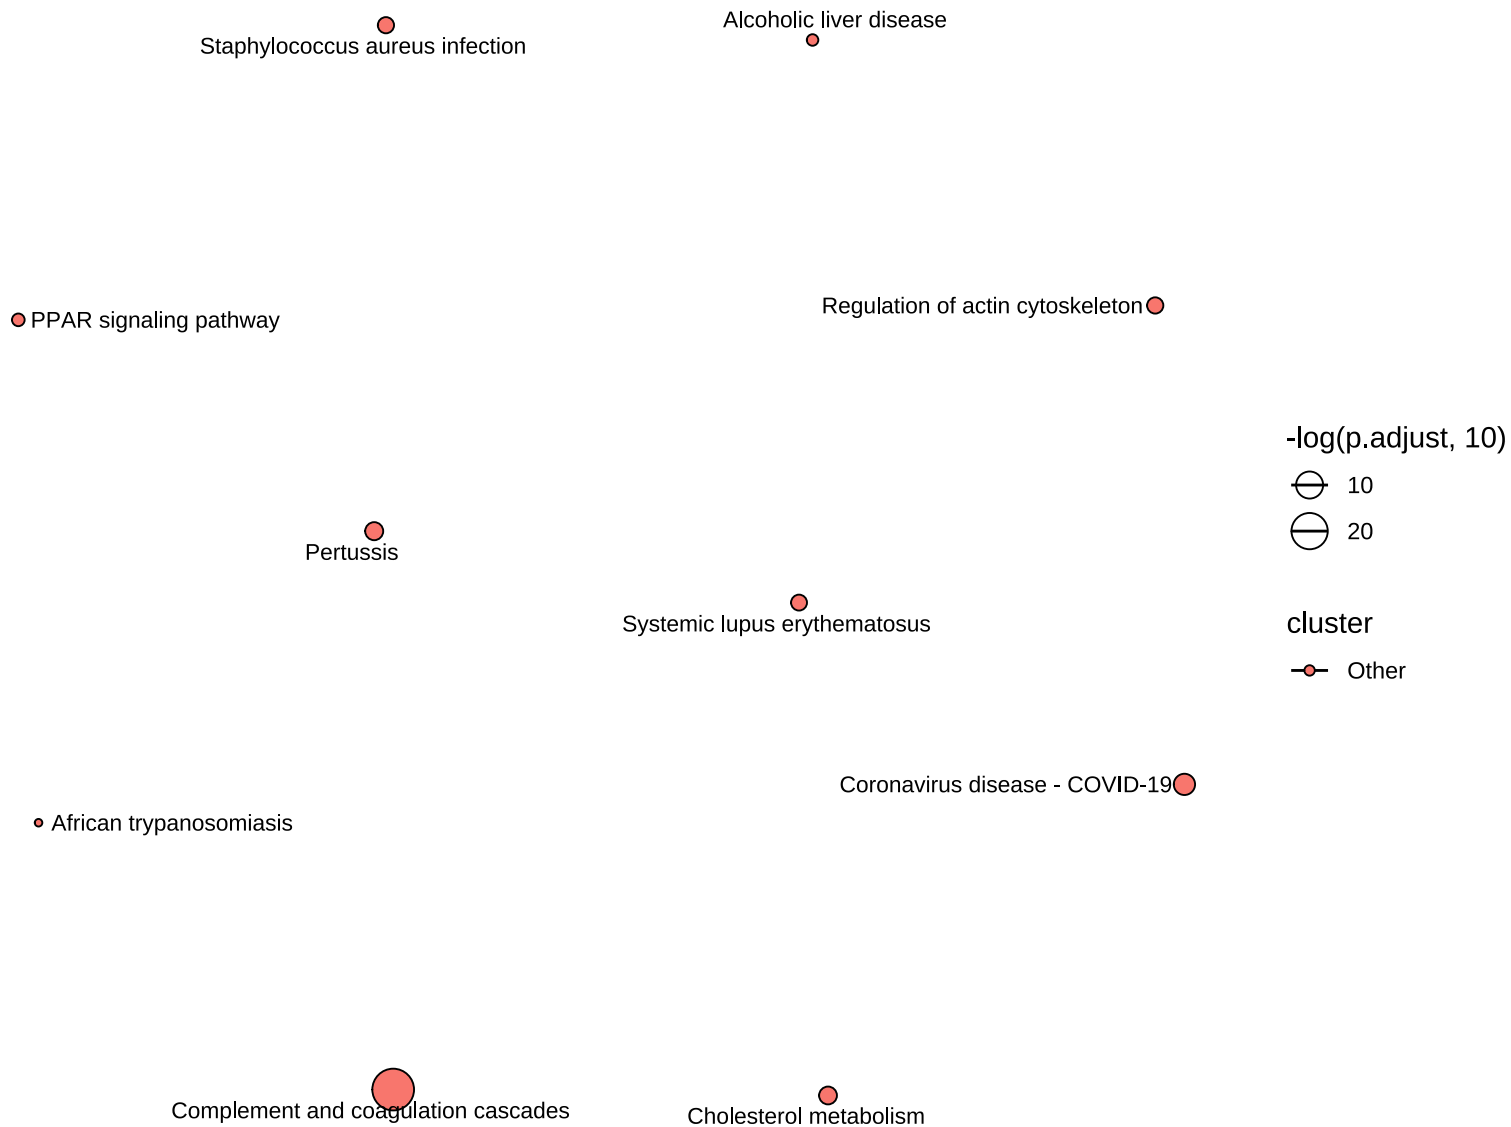 Alcoholic liver disease
Staphylococcus aureus infection
Regulation of actin cytoskeleton
PPAR signaling pathway
-log(p.adjust, 10)
10
20
Pertussis
Systemic lupus erythematosus
cluster
Other
Coronavirus disease - COVID-19
African trypanosomiasis
Complement and coagulation cascades
Cholesterol metabolism